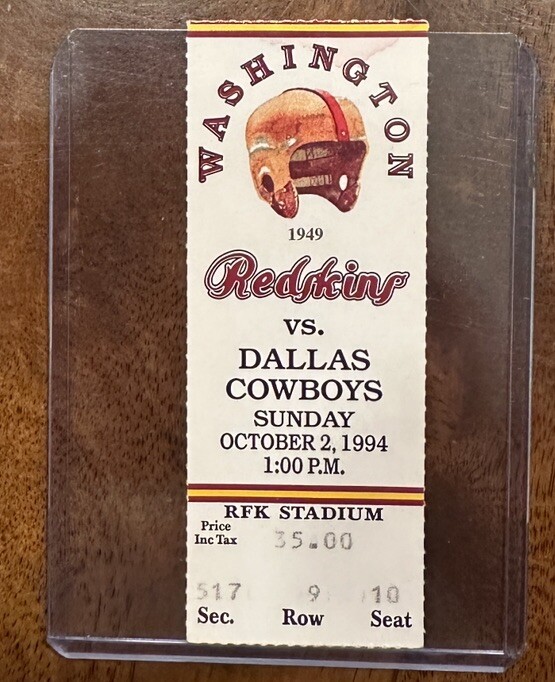 WASHINGTON
1949
Redskins
VS.
DALLAS
COWBOYS
SUNDAY
OCTOBER 2, 1994
1:00 P.M.
RFK STADIUM
Price
Inc Tax 35.00
517 9 10
Sec. Row Seat